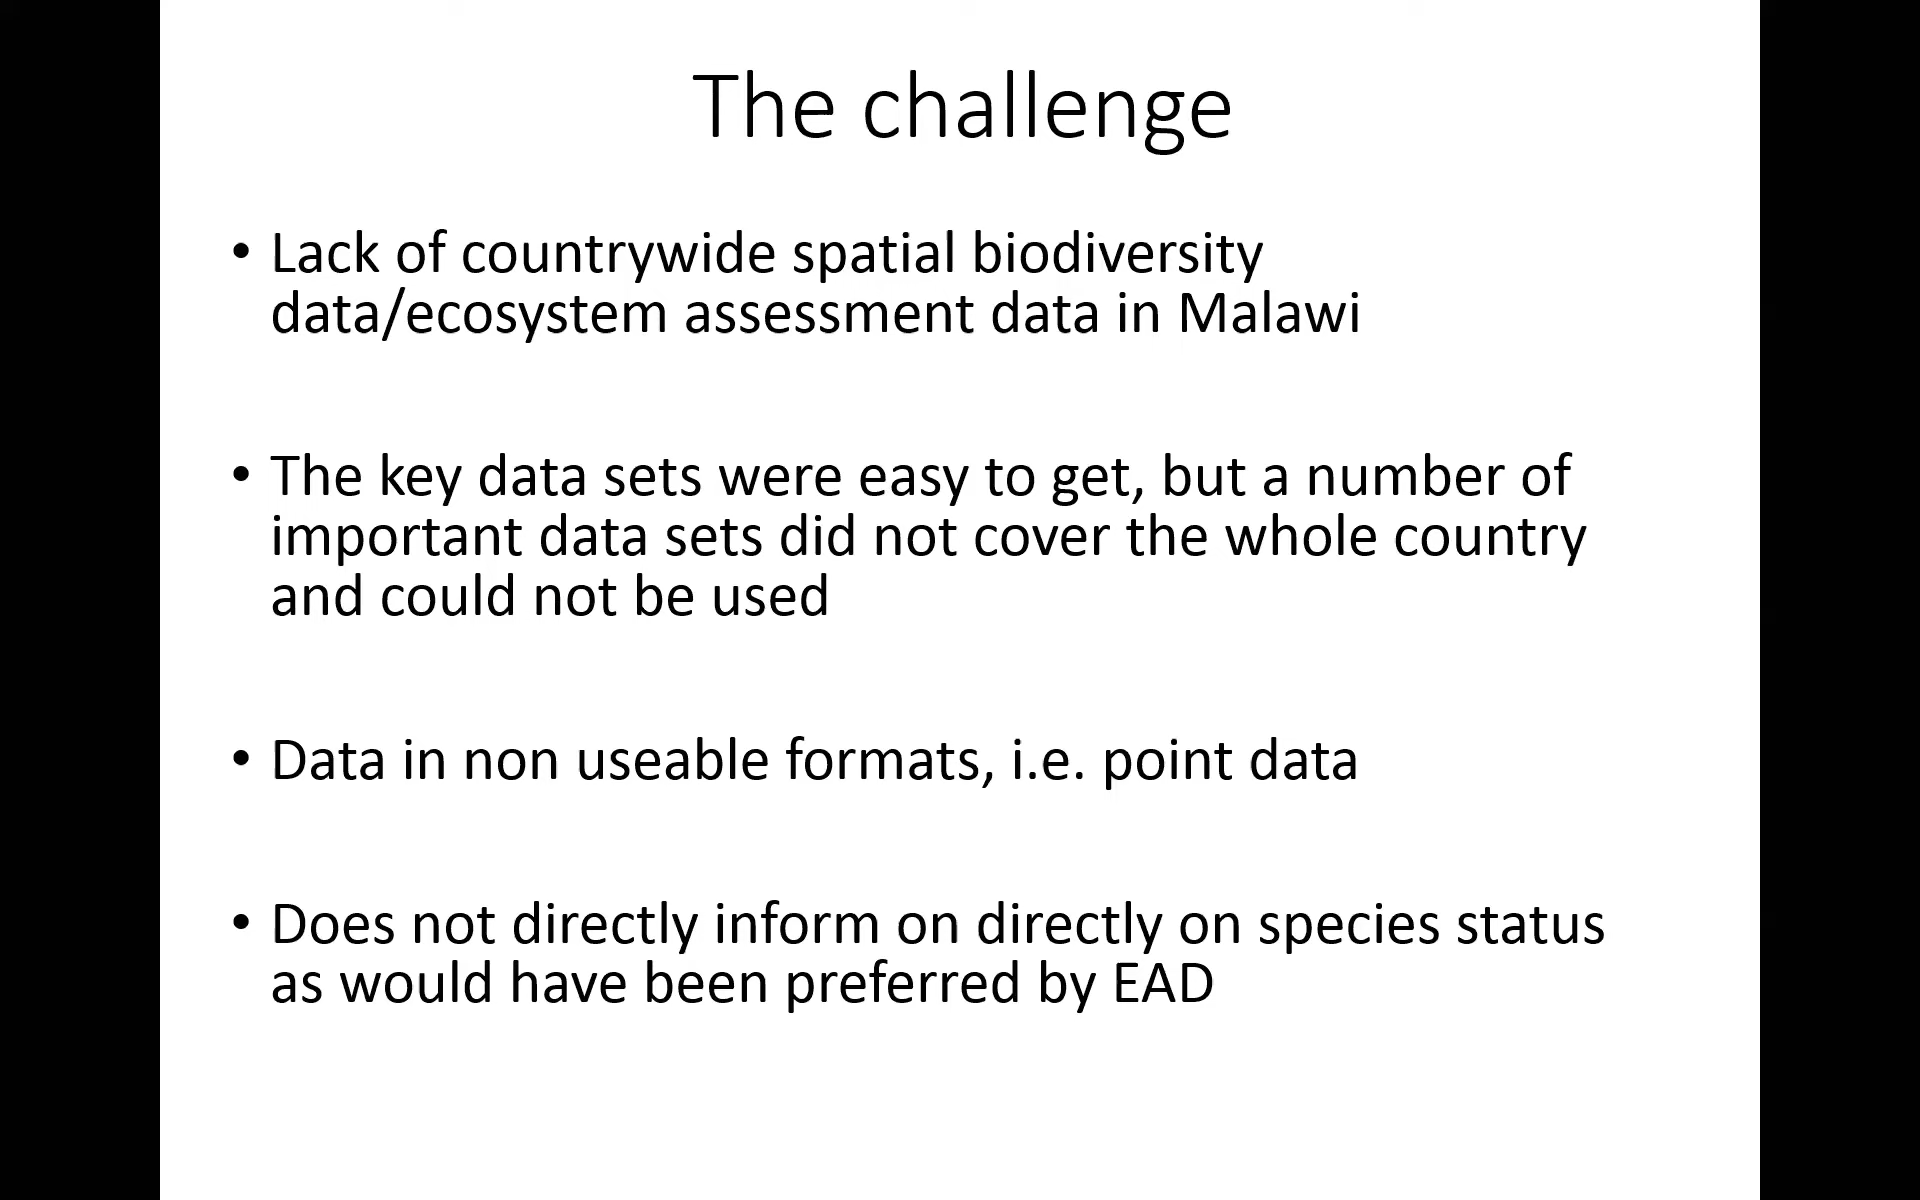 The challenge
• Lack of countrywide spatial biodiversity
data/ecosystem assessment data in Malawi
• The key data sets were easy to get, but a number of
important data sets did not cover the whole country
and could not be used
• Data in non useable formats, i.e. point data
• Does not directly inform on directly on species status
as would have been preferred by EAD